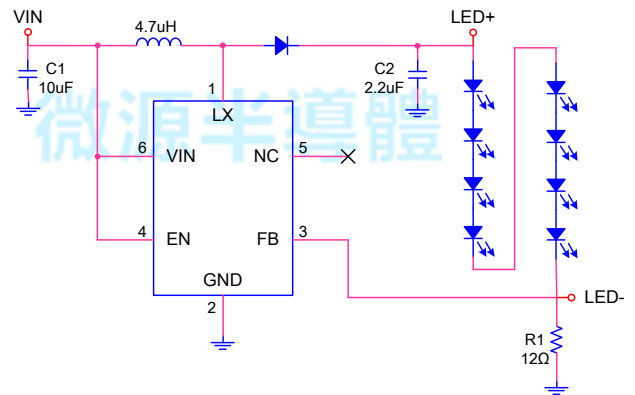 VIN
4.7uH
LED+
C1
10uF
C2
2.2uF
1
LX
微源半導體
6
VIN
NC
5
4
EN
FB
3
GND
2
LED-
R1
12Ω